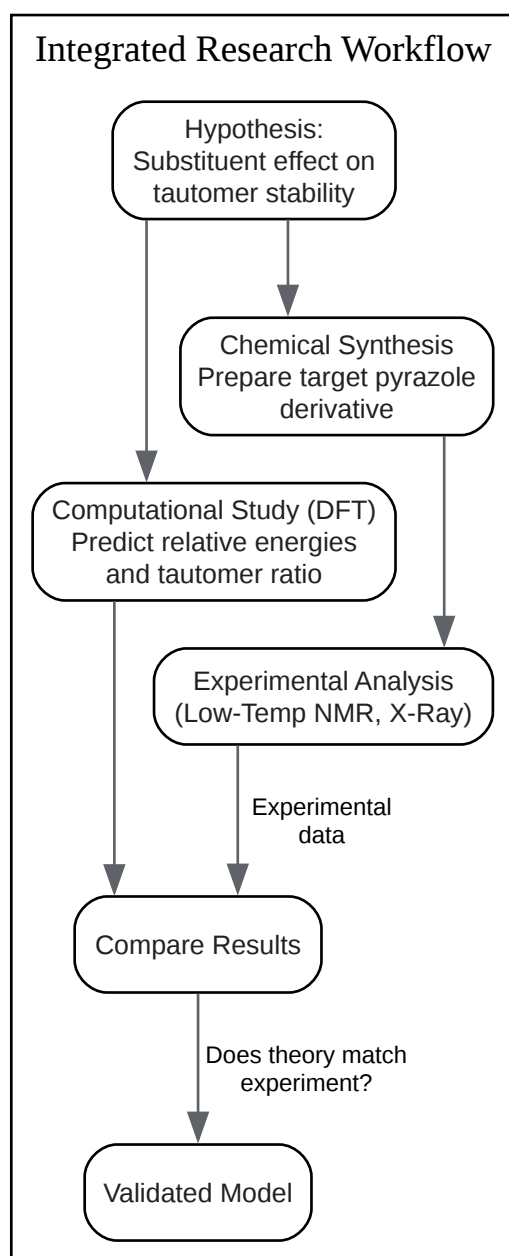 Integrated Research Workflow
Hypothesis:
Substituent effect on
tautomer stability
Chemical Synthesis
Prepare target pyrazole
derivative
Computational Study (DFT)
Predict relative energies
and tautomer ratio
Experimental Analysis
(Low-Temp NMR, X-Ray)
Experimental
data
Compare Results
Does theory match
experiment?
Validated Model